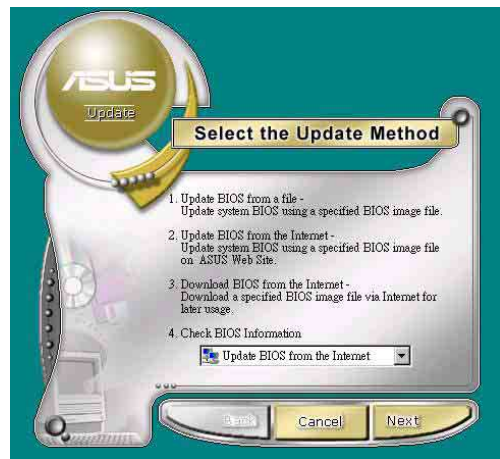 ASUS
Update
Select the Update Method
1. Update BIOS from a file -
Update system BIOS using a specified BIOS image file.
2. Update BIOS from the Internet -
Update system BIOS using a specified BIOS image file
on ASUS Web Site.
3. Download BIOS from the Internet -
Download a specified BIOS image file via Internet for
later usage.
4. Check BIOS Information
Update BIOS from the Internet
Back
Cancel
Next